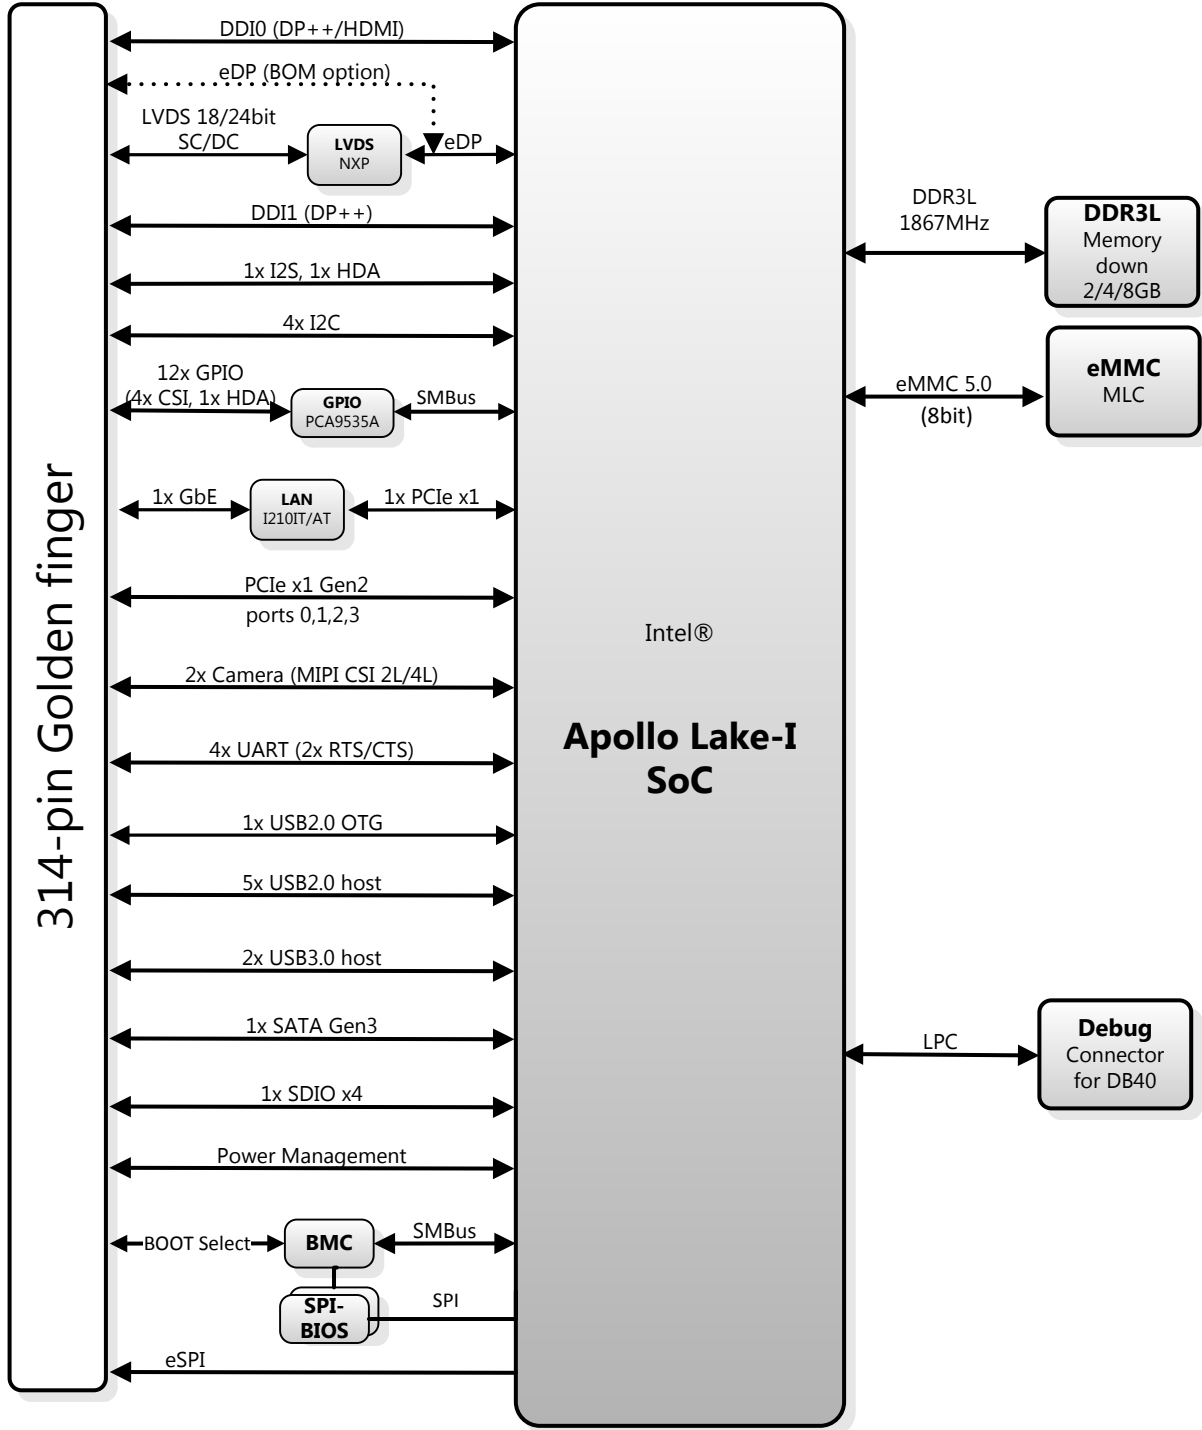 314-pin Golden finger
DDI0 (DP++/HDMI)
eDP (BOM option)
LVDS 18/24bit
SC/DC
LVDS
NXP
eDP
DDI1 (DP++)
1x I2S, 1x HDA
4x I2C
12x GPIO
(4x CSI, 1x HDA)
GPIO
PCA9535A
SMBus
1x GbE
LAN
I210IT/AT
1x PCIe x1
PCIe x1 Gen2
ports 0,1,2,3
2x Camera (MIPI CSI 2L/4L)
4x UART (2x RTS/CTS)
1x USB2.0 OTG
5x USB2.0 host
2x USB3.0 host
1x SATA Gen3
1x SDIO x4
Power Management
BOOT Select
BMC
SMBus
SPI-
BIOS
SPI
eSPI
Intel®
Apollo Lake-I
SoC
DDR3L
1867MHz
DDR3L
Memory
down
2/4/8GB
eMMC 5.0
(8bit)
eMMC
MLC
LPC
Debug
Connector
for DB40